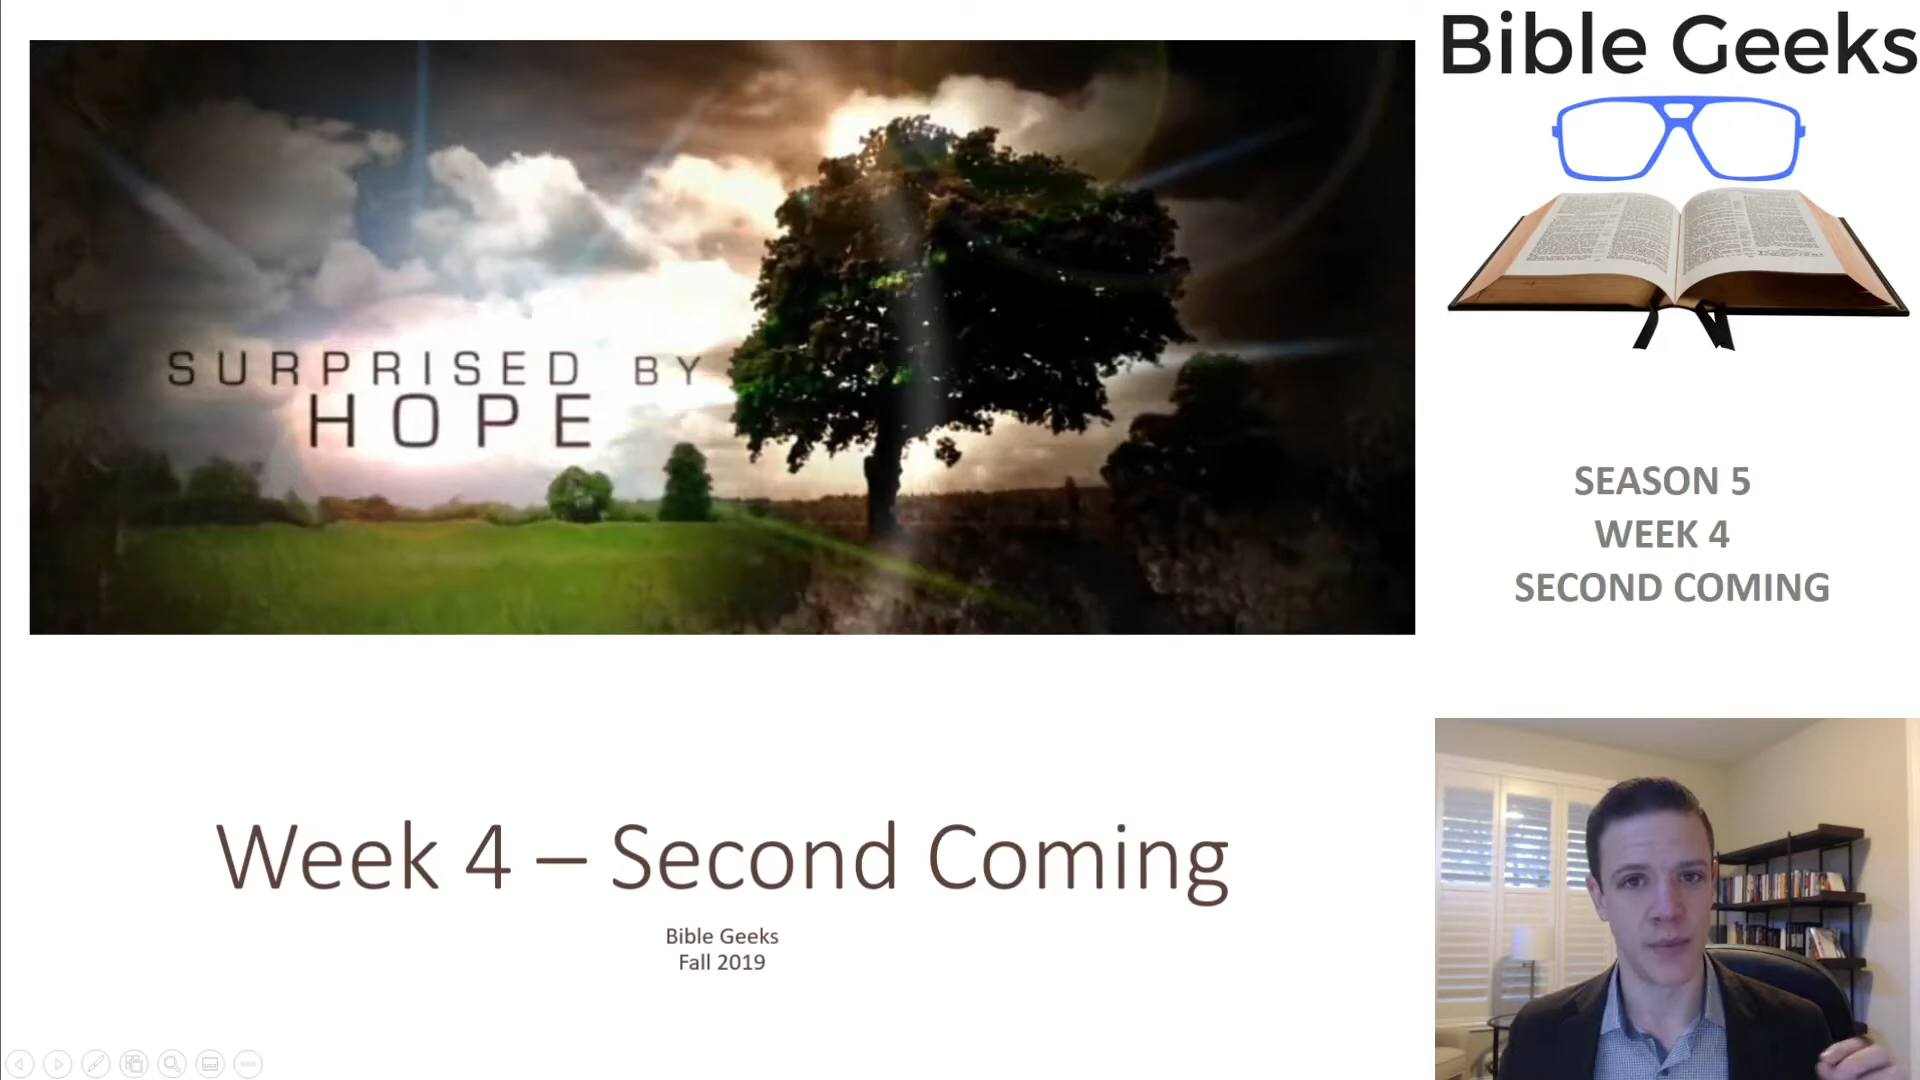 SURPRISED BY
HOPE
Bible Geeks
SEASON 5
WEEK 4
SECOND COMING
Week 4 – Second Coming
Bible Geeks
Fall 2019